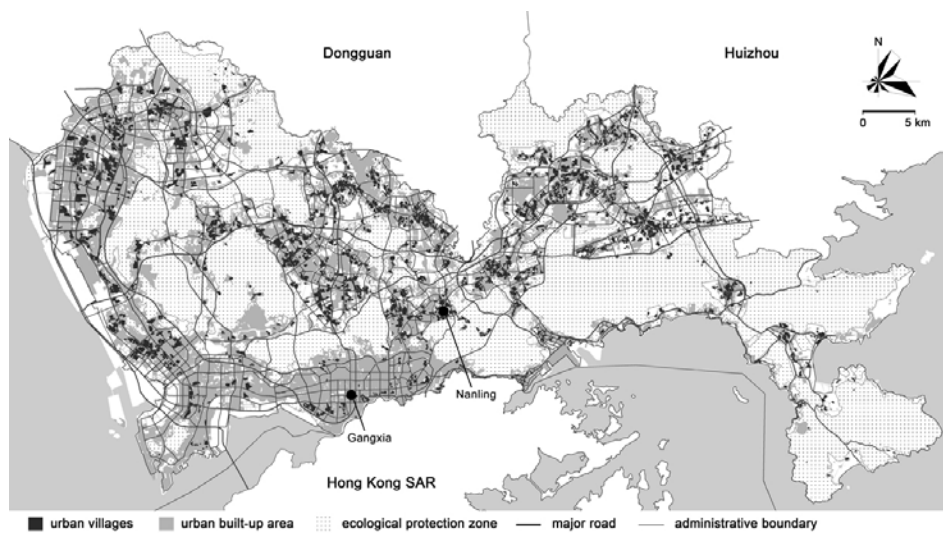 Dongguan
Huizhou
N
0 5 km
Nanling
Gangxia
Hong Kong SAR
urban villages urban built-up area ecological protection zone major road administrative boundary